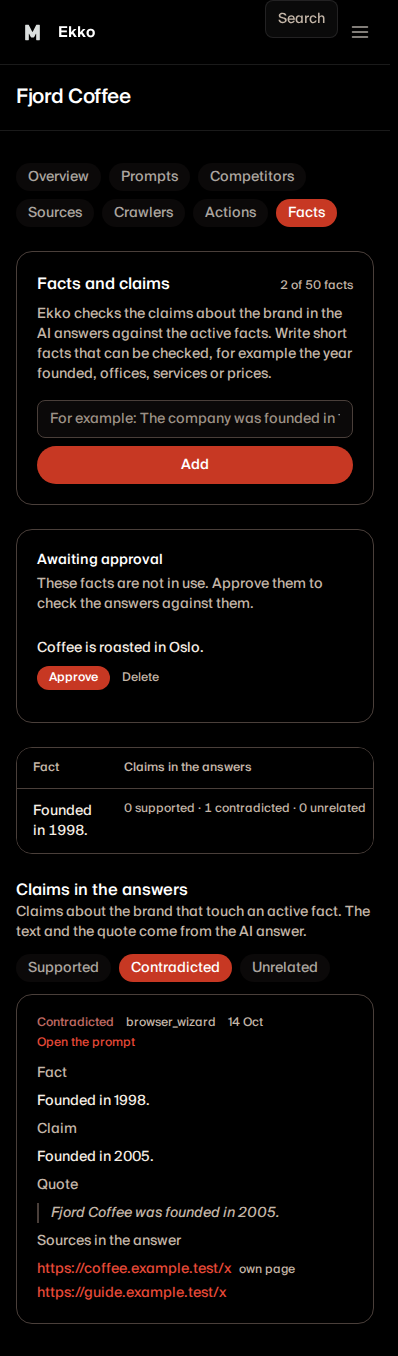 Ekko
Search
Fjord Coffee
Overview Prompts Competitors
Sources Crawlers Actions Facts
Facts and claims 2 of 50 facts
Ekko checks the claims about the brand in the
AI answers against the active facts. Write short
facts that can be checked, for example the year
founded, offices, services or prices.
For example: The company was founded in
Add
Awaiting approval
These facts are not in use. Approve them to
check the answers against them.
Coffee is roasted in Oslo.
Approve Delete
Fact Claims in the answers
Founded 0 supported · 1 contradicted · 0 unrelated
in 1998.
Claims in the answers
Claims about the brand that touch an active fact. The
text and the quote come from the AI answer.
Supported Contradicted Unrelated
Contradicted browser_wizard 14 Oct
Open the prompt
Fact
Founded in 1998.
Claim
Founded in 2005.
Quote
Fjord Coffee was founded in 2005.
Sources in the answer
https://coffee.example.test/x own page
https://guide.example.test/x